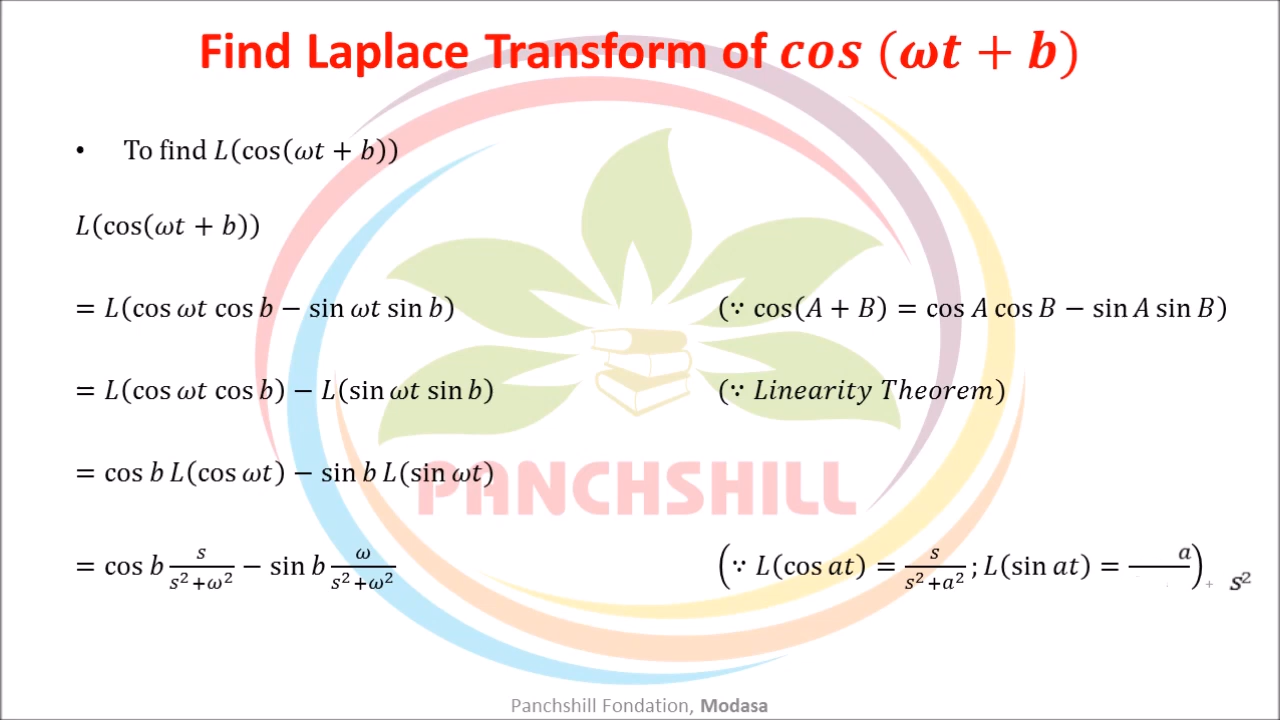 Find Laplace Transform of cos (ωt + b)
• To find L(cos(ωt + b))
L(cos(ωt + b))
= L(cos ωt cos b − sin ωt sin b) (∵ cos(A + B) = cos A cos B − sin A sin B)
= L(cos ωt cos b) − L(sin ωt sin b) (∵ Linearity Theorem)
= cos b L(cos ωt) − sin b L(sin ωt)
= cos b s/(s²+ω²) − sin b ω/(s²+ω²) (∵ L(cos at) = s/(s²+a²) ; L(sin at) = a/ ) + s²
PANCHSHILL
Panchshill Fondation, Modasa